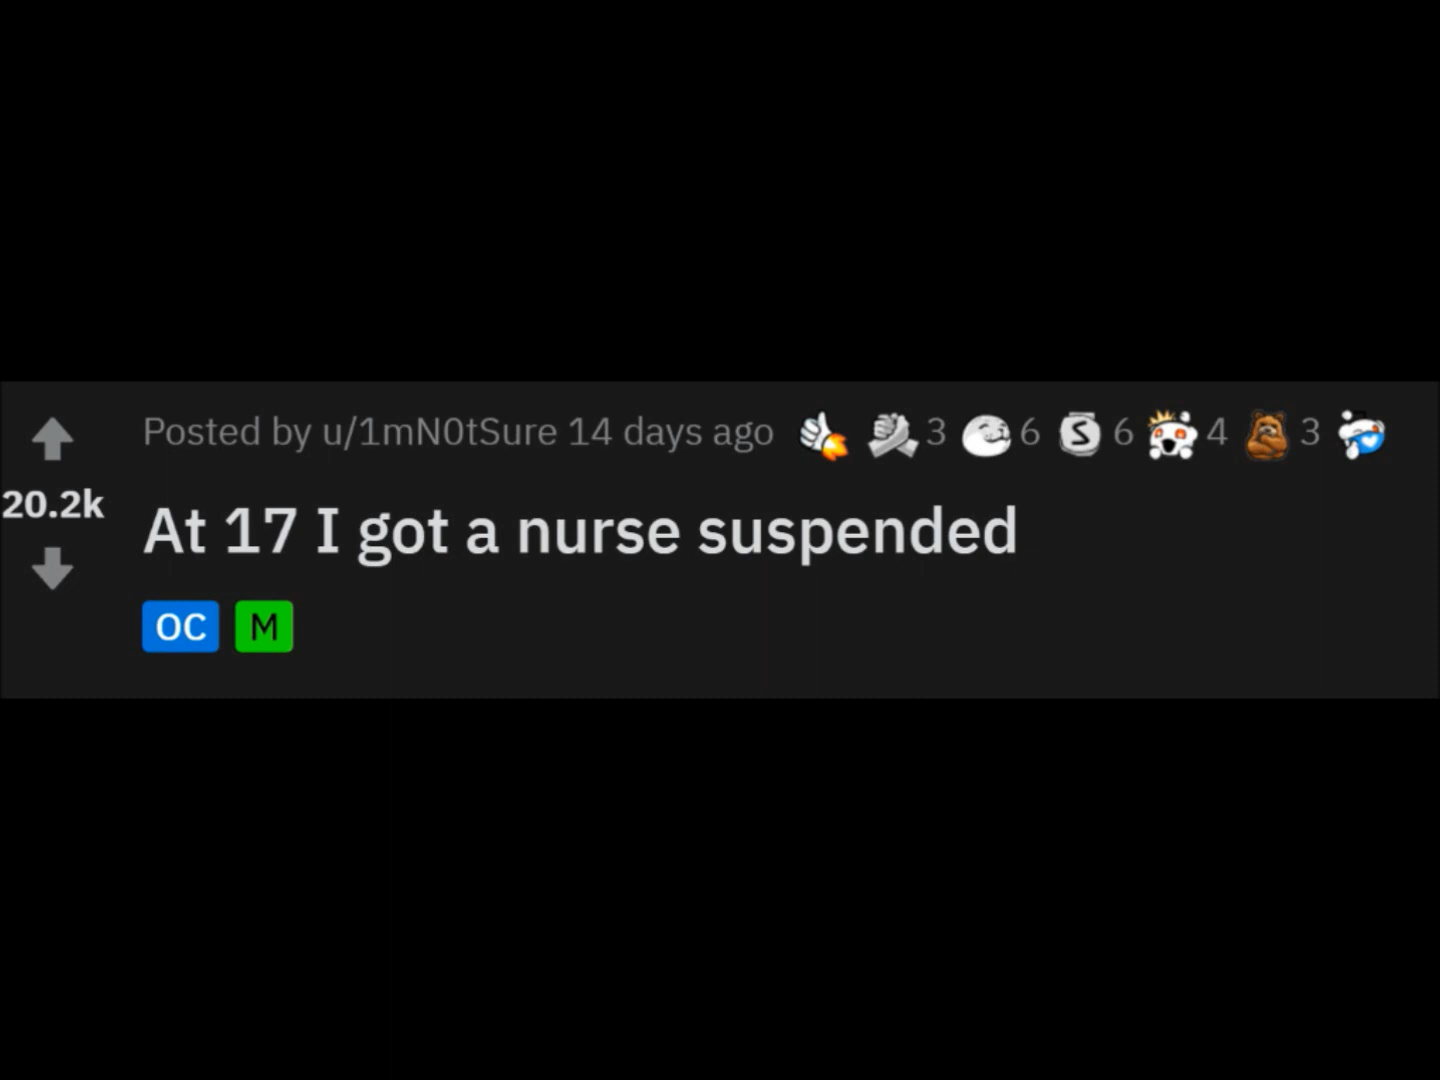 Posted by u/1mN0tSure 14 days ago 3 6 S 6 4 3
20.2k
At 17 I got a nurse suspended
OC M